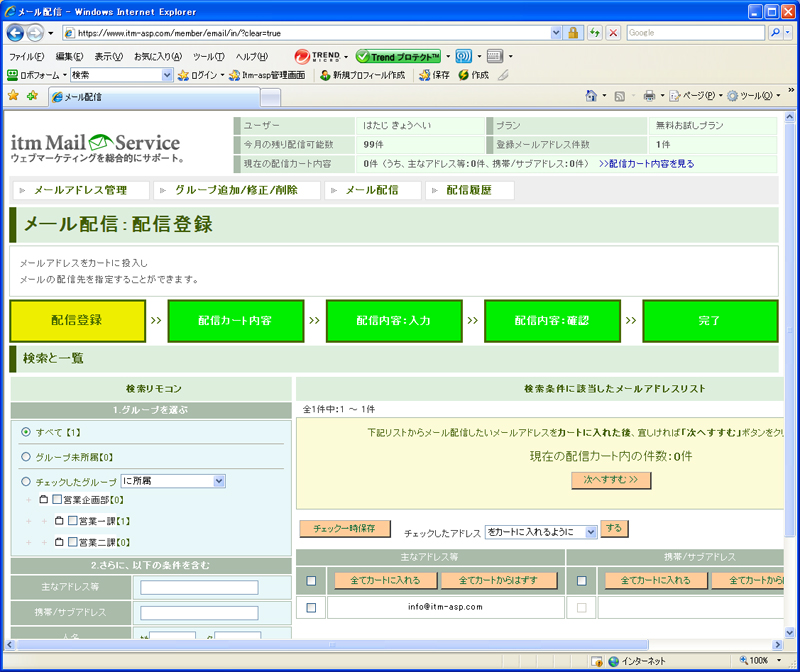 メール配信 - Windows Internet Explorer
https://www.itm-asp.com/member/email/in/?clear=true
Google
ファイル(F) 編集(E) 表示(V) お気に入り(A) ツール(T) ヘルプ(H)
TREND MICRO
Trend プロテクト™
ロボフォーム 検索 ログイン Itm-asp管理画面 新規プロフィール作成 保存 作成
メール配信
ページ(P) ツール(O)
itm Mail Service
ウェブマーケティングを総合的にサポート。
ユーザー はたじ きょうへい プラン 無料お試しプラン
今月の残り配信可能数 99件 登録メールアドレス件数 1件
現在の配信カート内容 0件 (うち、主なアドレス等:0件、携帯/サブアドレス:0件) >>配信カート内容を見る
メールアドレス管理 グループ追加/修正/削除 メール配信 配信履歴
メール配信：配信登録
メールアドレスをカートに投入し
メールの配信先を指定することができます。
配信登録 >> 配信カート内容 >> 配信内容：入力 >> 配信内容：確認 >> 完了
検索と一覧
検索リモコン
1.グループを選ぶ
すべて【1】
グループ未所属【0】
チェックしたグループ に所属
営業企画部【0】
営業一課【1】
営業二課【0】
2.さらに、以下の条件を含む
主なアドレス等
携帯/サブアドレス
検索条件に該当したメールアドレスリスト
全1件中：1 ～ 1件
下記リストからメール配信したいメールアドレスをカートに入れた後、宜しければ「次へすすむ」ボタンをクリ
現在の配信カート内の件数：0件
次へすすむ >>
チェック一時保存 チェックしたアドレス をカートに入れるように する
主なアドレス等 携帯/サブアドレス
全てカートに入れる 全てカートからはずす 全てカートに入れる 全てカートから
info@itm-asp.com
インターネット 100%